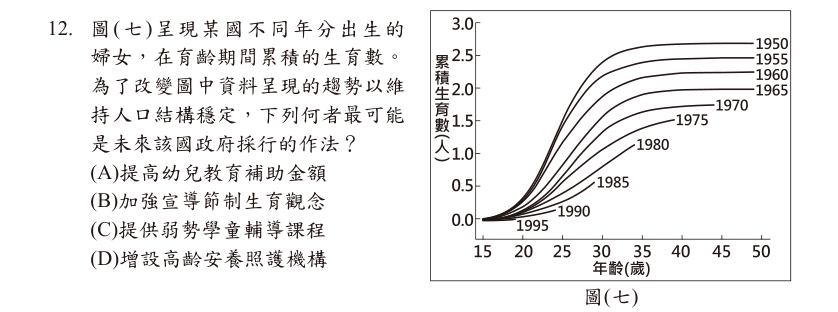 12. 圖(七)呈現某國不同年分出生的
婦女，在育齡期間累積的生育數。
為了改變圖中資料呈現的趨勢以維
持人口結構穩定，下列何者最可能
是未來該國政府採行的作法？
(A)提高幼兒教育補助金額
(B)加強宣導節制生育觀念
(C)提供弱勢學童輔導課程
(D)增設高齡安養照護機構
累積生育數(人)
3.0
2.5
2.0
1.5
1.0
0.5
0.0
1950
1955
1960
1965
1970
1975
1980
1985
1990
1995
15 20 25 30 35 40 45 50
年齡(歲)
圖(七)